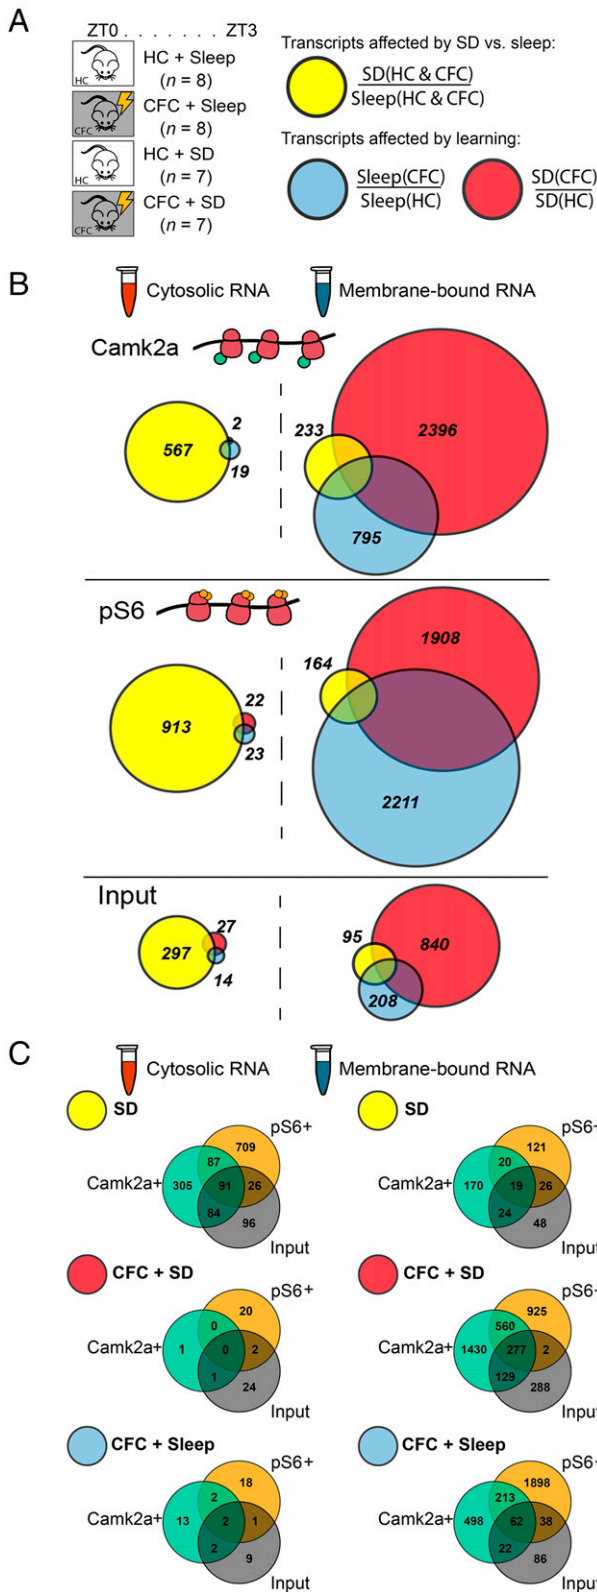 A
ZT0 . . . . . . . ZT3
HC
HC + Sleep
(n = 8)
CFC
CFC + Sleep
(n = 8)
HC
HC + SD
(n = 7)
CFC
CFC + SD
(n = 7)
Transcripts affected by SD vs. sleep:
SD(HC & CFC)
Sleep(HC & CFC)
Transcripts affected by learning:
Sleep(CFC)
Sleep(HC)
SD(CFC)
SD(HC)
B
Cytosolic RNA
Membrane-bound RNA
Camk2a
567
2
19
233
2396
795
pS6
913
22
23
164
1908
2211
Input
297
27
14
95
840
208
C
Cytosolic RNA
Membrane-bound RNA
SD
pS6+
Camk2a+
Input
709
87
305
91
26
84
96
SD
pS6+
Camk2a+
Input
121
20
170
19
26
24
48
CFC + SD
pS6+
Camk2a+
Input
20
0
1
0
2
1
24
CFC + SD
pS6+
Camk2a+
Input
925
560
1430
277
2
129
288
CFC + Sleep
pS6+
Camk2a+
Input
18
2
13
2
1
2
9
CFC + Sleep
pS6+
Camk2a+
Input
1898
213
498
62
38
22
86